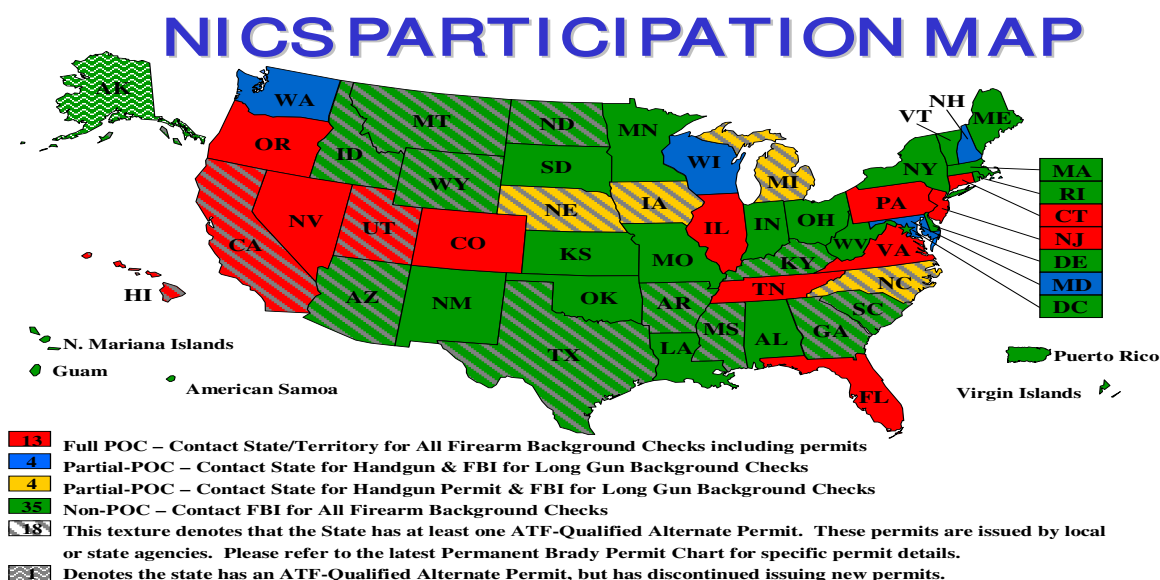 NICS PARTICIPATION MAP
AK
WA
OR
CA
NV
ID
MT
WY
UT
CO
AZ
NM
ND
SD
NE
KS
OK
TX
MN
IA
MO
AR
LA
WI
IL
MI
IN
OH
KY
TN
MS
AL
GA
FL
SC
NC
VA
WV
PA
NY
VT
NH
ME
MA
RI
CT
NJ
DE
MD
DC
HI
N. Mariana Islands
Guam
American Samoa
Puerto Rico
Virgin Islands
13 Full POC – Contact State/Territory for All Firearm Background Checks including permits
4 Partial-POC – Contact State for Handgun & FBI for Long Gun Background Checks
4 Partial-POC – Contact State for Handgun Permit & FBI for Long Gun Background Checks
35 Non-POC – Contact FBI for All Firearm Background Checks
18 This texture denotes that the State has at least one ATF-Qualified Alternate Permit. These permits are issued by local
or state agencies. Please refer to the latest Permanent Brady Permit Chart for specific permit details.
1 Denotes the state has an ATF-Qualified Alternate Permit, but has discontinued issuing new permits.